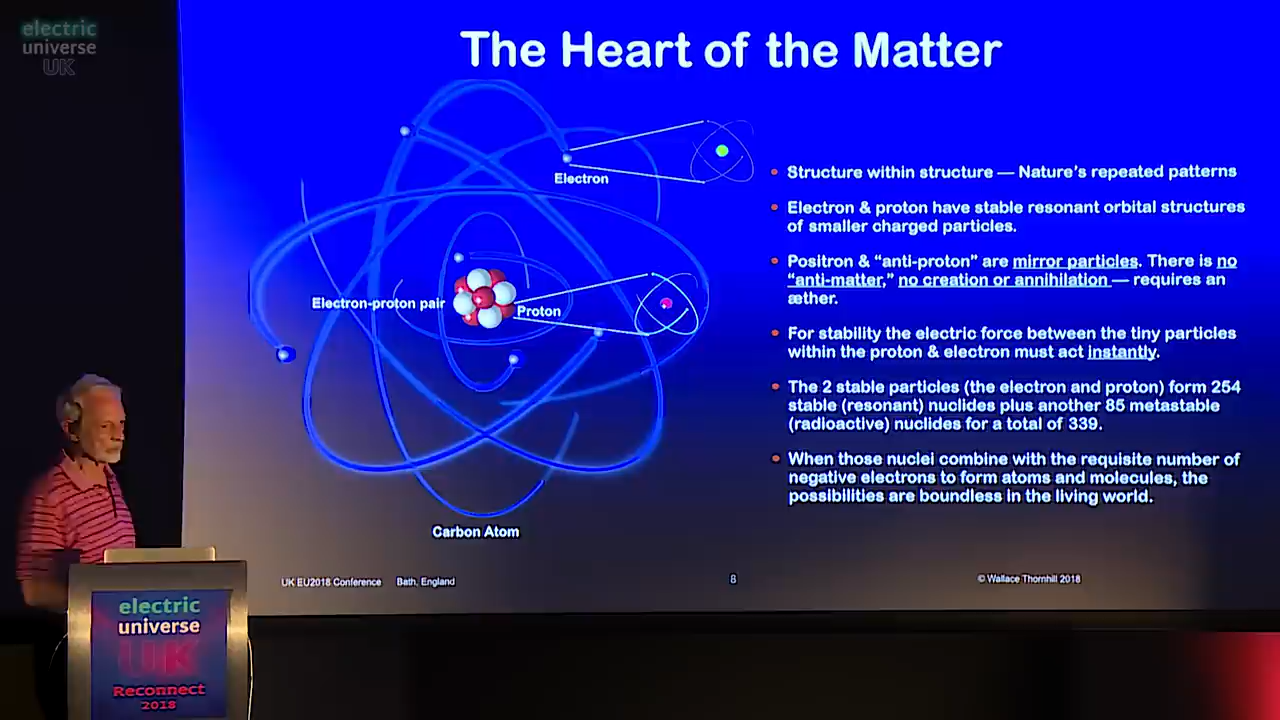 electric
universe
UK
The Heart of the Matter
Electron
Electron-proton pair
Proton
Carbon Atom
• Structure within structure — Nature's repeated patterns
• Electron & proton have stable resonant orbital structures
of smaller charged particles.
• Positron & “anti-proton” are mirror particles. There is no
“anti-matter,” no creation or annihilation — requires an
æther.
• For stability the electric force between the tiny particles
within the proton & electron must act instantly.
• The 2 stable particles (the electron and proton) form 254
stable (resonant) nuclides plus another 85 metastable
(radioactive) nuclides for a total of 339.
• When those nuclei combine with the requisite number of
negative electrons to form atoms and molecules, the
possibilities are boundless in the living world.
UK EU2018 Conference Bath, England
8
© Wallace Thornhill 2018
electric
universe
UK
Reconnect
2018